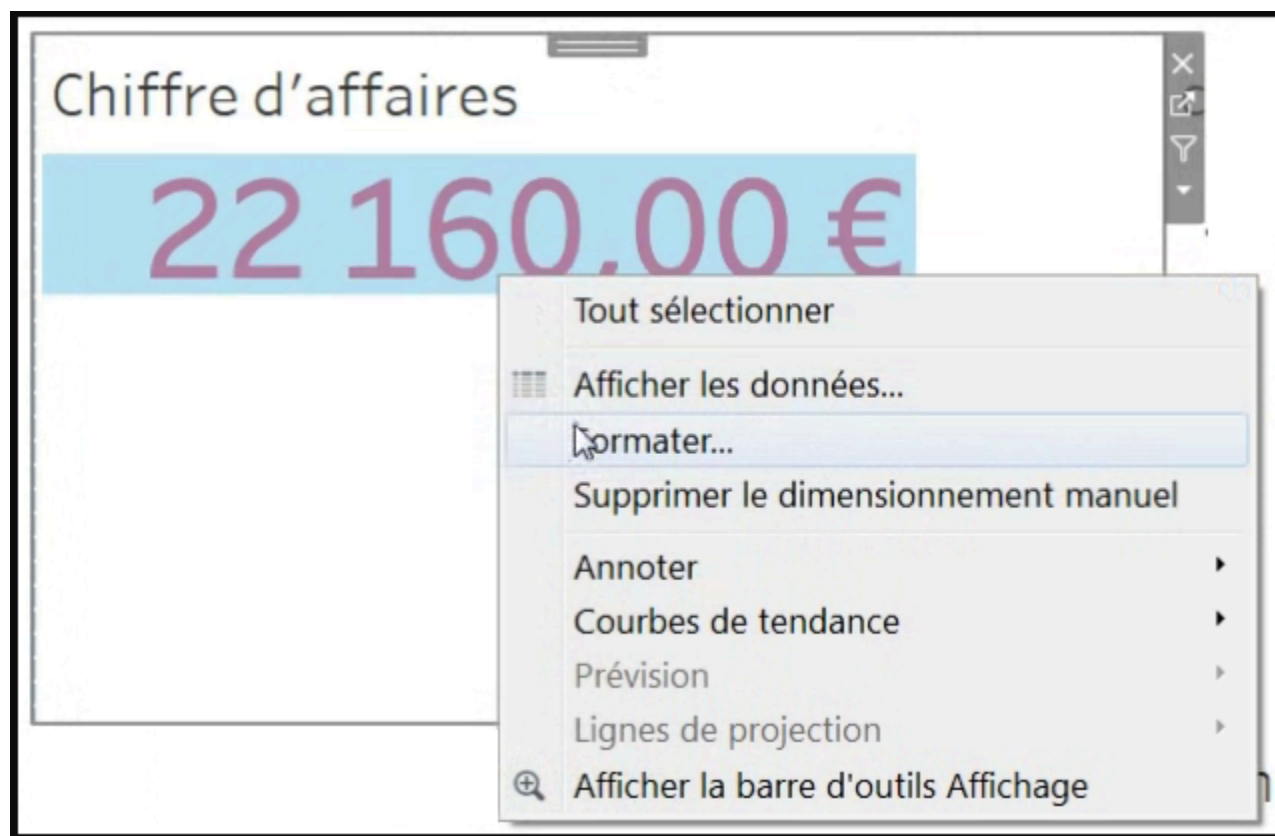 Chiffre d'affaires
22 160,00 €
Tout sélectionner
Afficher les données...
Formater...
Supprimer le dimensionnement manuel
Annoter
Courbes de tendance
Prévision
Lignes de projection
Afficher la barre d'outils Affichage